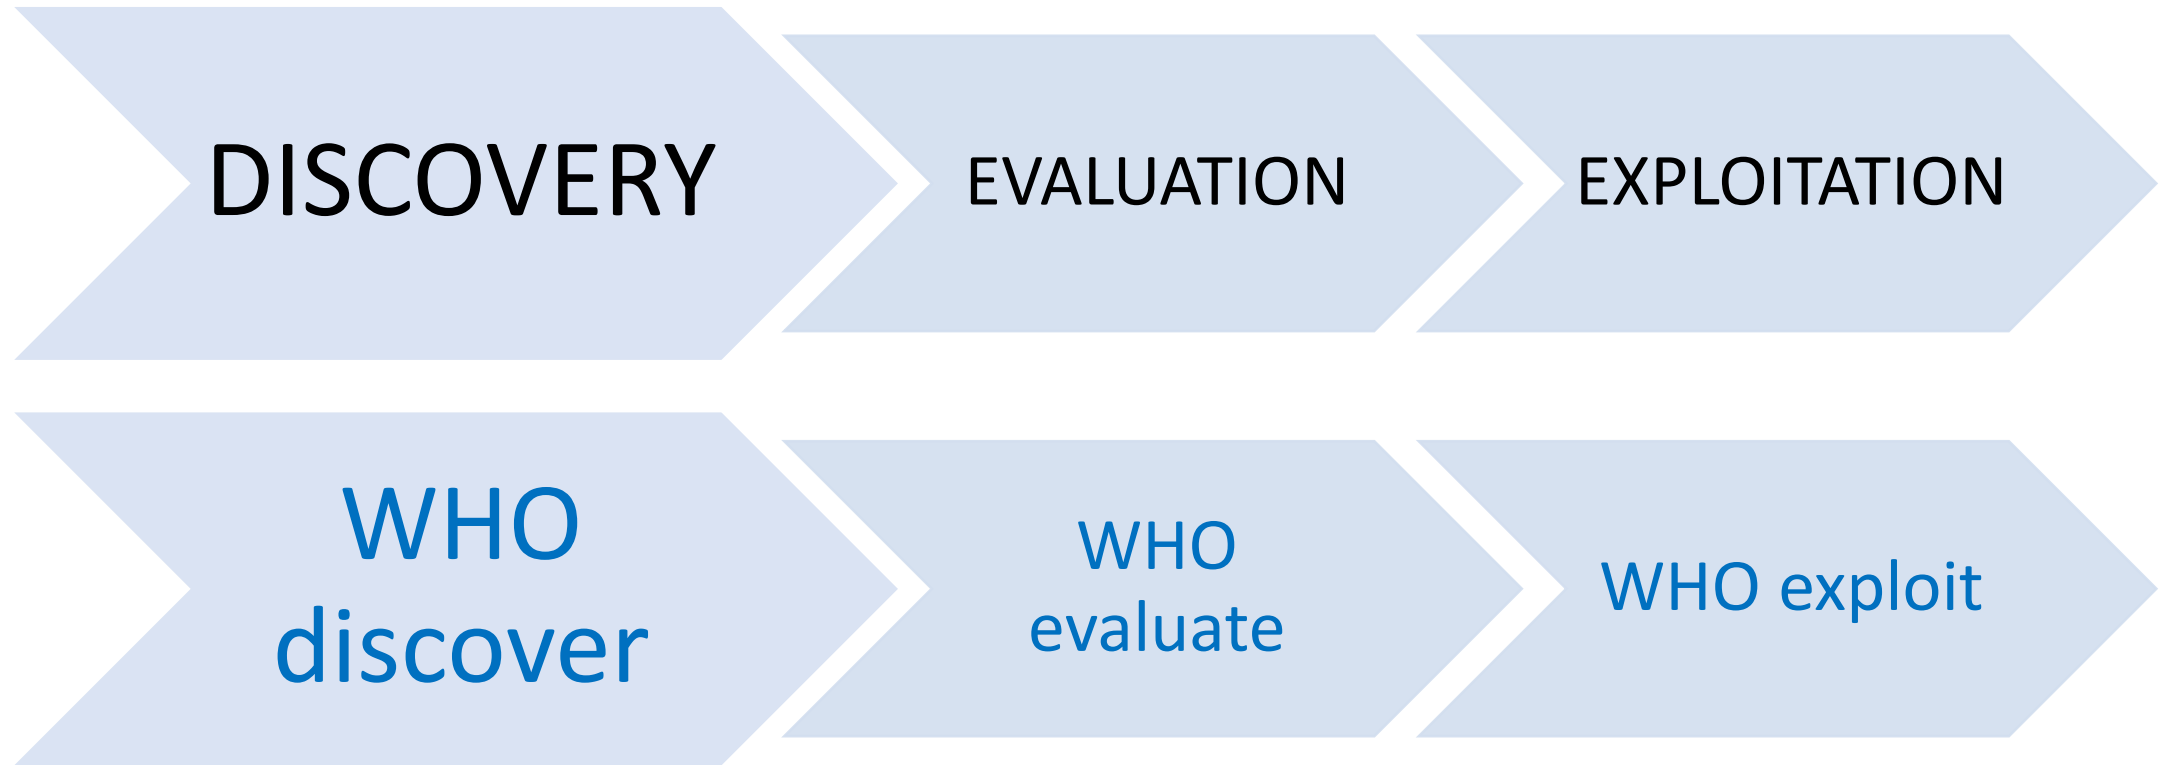 DISCOVERY
EVALUATION
EXPLOITATION
WHO
discover
WHO
evaluate
WHO exploit